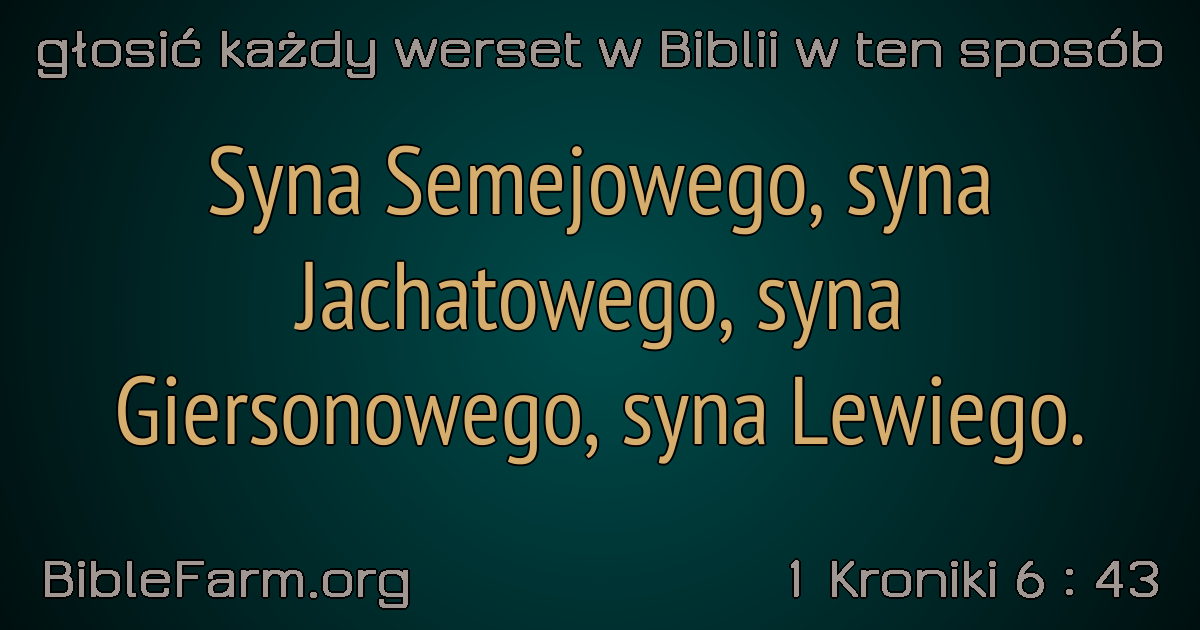 głosić każdy werset w Biblii w ten sposób
Syna Semejowego, syna
Jachatowego, syna
Giersonowego, syna Lewiego.
BibleFarm.org
1 Kroniki 6 : 43